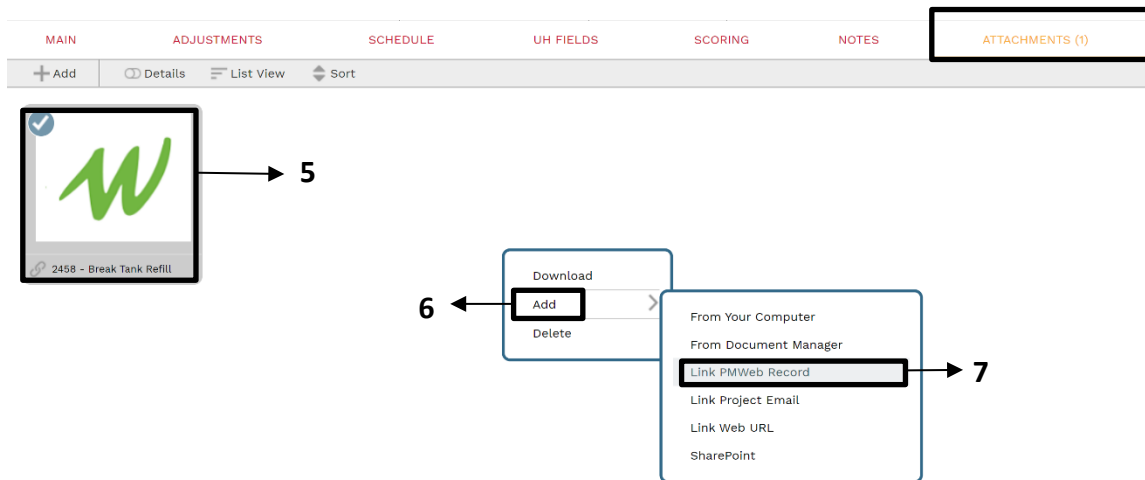 MAIN ADJUSTMENTS SCHEDULE UH FIELDS SCORING NOTES ATTACHMENTS (1)
Add Details List View Sort
W
5
2458 - Break Tank Refill
Download
6 Add
Delete
From Your Computer
From Document Manager
Link PMWeb Record 7
Link Project Email
Link Web URL
SharePoint